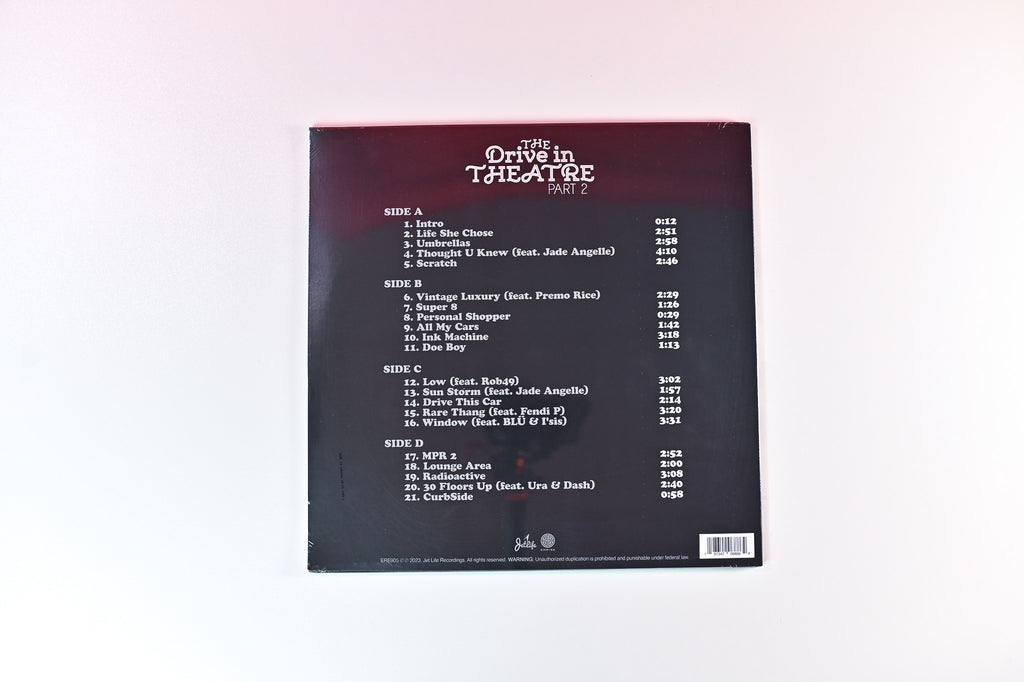 THE
Drive in
THEATRE
PART 2
SIDE A
1. Intro 0:12
2. Life She Chose 2:51
3. Umbrellas 2:58
4. Thought U Knew (feat. Jade Angelle) 4:10
5. Scratch 2:46
SIDE B
6. Vintage Luxury (feat. Premo Rice) 2:29
7. Super 8 1:26
8. Personal Shopper 0:29
9. All My Cars 1:42
10. Ink Machine 3:18
11. Doe Boy 1:13
SIDE C
12. Low (feat. Rob49) 3:02
13. Sun Storm (feat. Jade Angelle) 1:57
14. Drive This Car 2:14
15. Rare Thang (feat. Fendi P) 3:20
16. Window (feat. BLÜ & I'sis) 3:31
SIDE D
17. MPR 2 2:52
18. Lounge Area 2:00
19. Radioactive 3:08
20. 30 Floors Up (feat. Ura & Dash) 2:40
21. CurbSide 0:58
Jet Life
EMPIRE
ERE905 © ℗ 2023, Jet Life Recordings. All rights reserved. WARNING: Unauthorized duplication is prohibited and punishable under federal law.